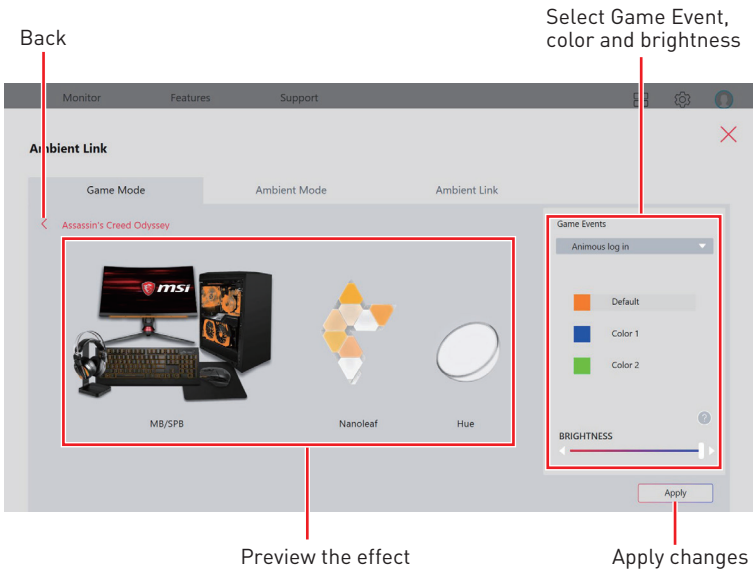 Select Game Event,
color and brightness
Back
Monitor Features Support
Ambient Link
Game Mode Ambient Mode Ambient Link
Assassin's Creed Odyssey
Game Events
Animous log in
msi
Default
Color 1
Color 2
?
MB/SPB Nanoleaf Hue
BRIGHTNESS
Apply
Preview the effect
Apply changes